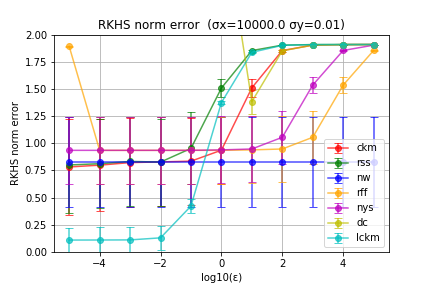 RKHS norm error (σx=10000.0 σy=0.01)
RKHS norm error
2.00
1.75
1.50
1.25
1.00
0.75
0.50
0.25
0.00
−4
−2
0
2
4
log10(ε)
ckm
rss
nw
rff
nys
dc
lckm